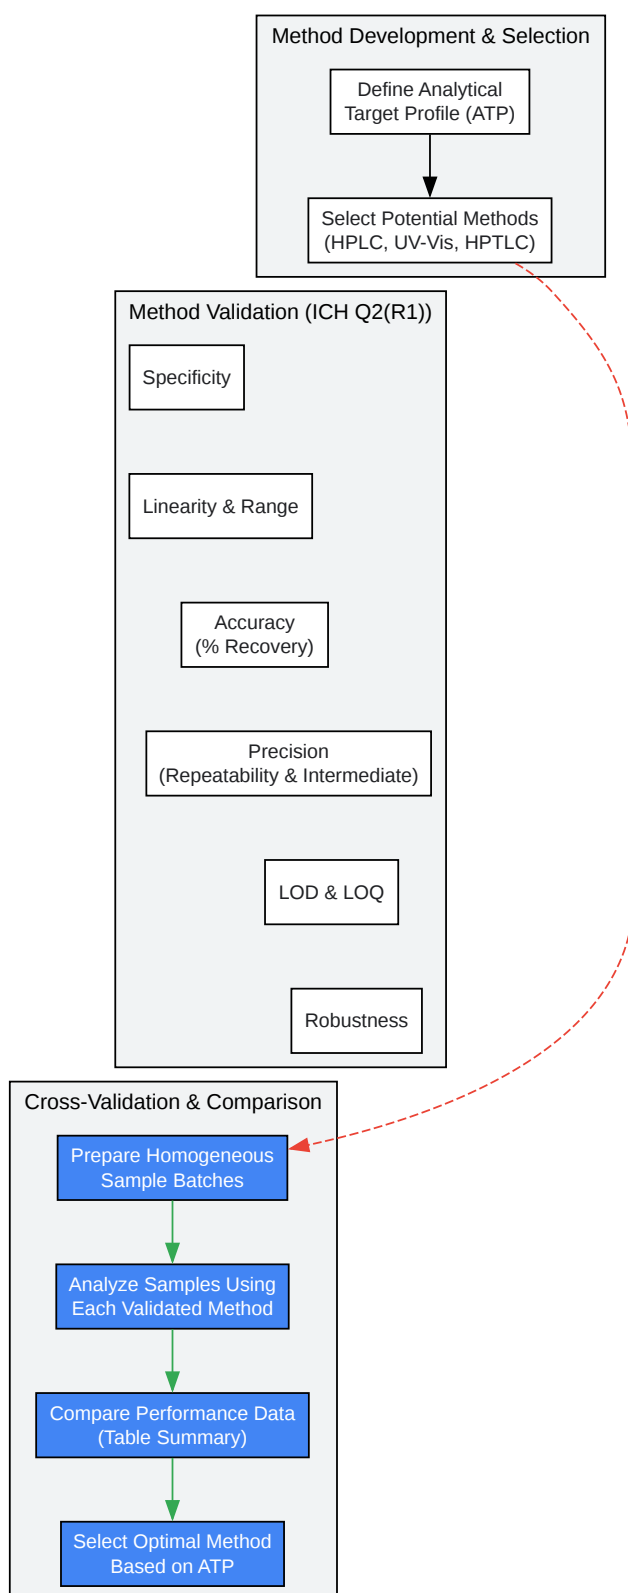 Method Development & Selection
Define Analytical
Target Profile (ATP)
Select Potential Methods
(HPLC, UV-Vis, HPTLC)
Method Validation (ICH Q2(R1))
Specificity
Linearity & Range
Accuracy
(% Recovery)
Precision
(Repeatability & Intermediate)
LOD & LOQ
Robustness
Cross-Validation & Comparison
Prepare Homogeneous
Sample Batches
Analyze Samples Using
Each Validated Method
Compare Performance Data
(Table Summary)
Select Optimal Method
Based on ATP